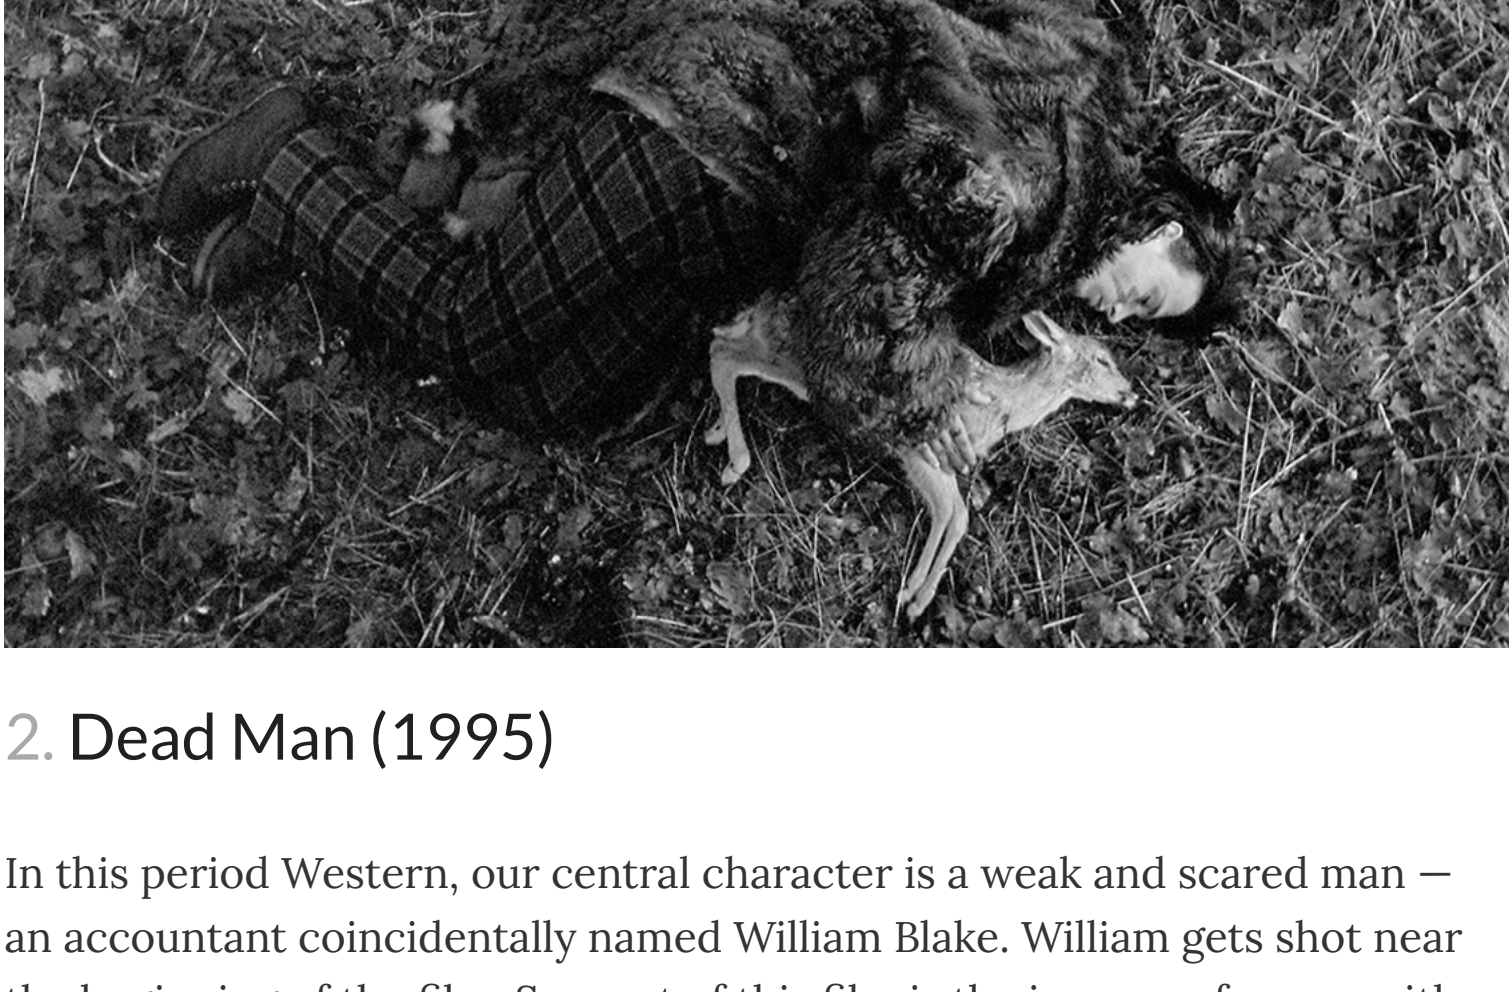 2. Dead Man (1995)
In this period Western, our central character is a weak and scared man —
an accountant coincidentally named William Blake. William gets shot near